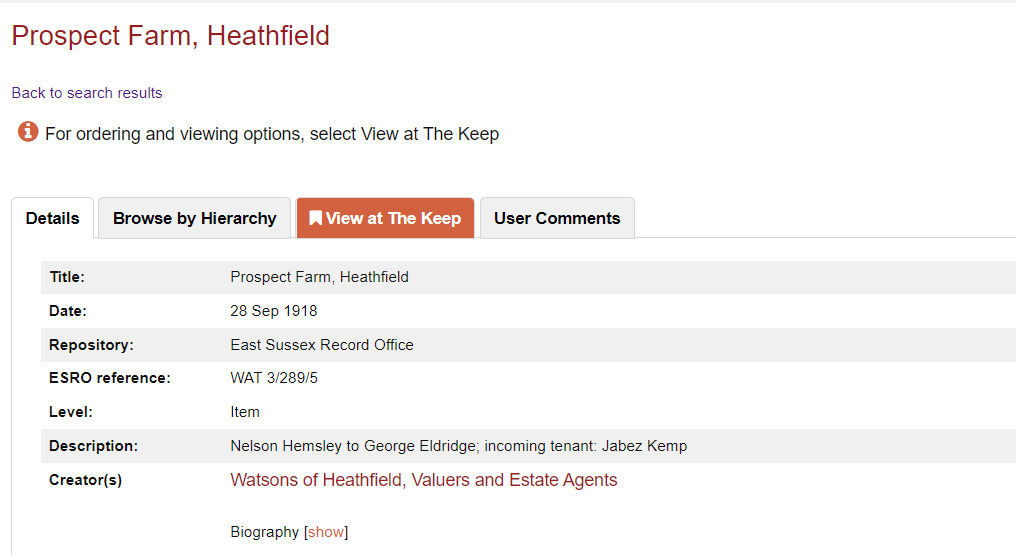 Prospect Farm, Heathfield
Back to search results
For ordering and viewing options, select View at The Keep
Details Browse by Hierarchy View at The Keep User Comments
Title: Prospect Farm, Heathfield
Date: 28 Sep 1918
Repository: East Sussex Record Office
ESRO reference: WAT 3/289/5
Level: Item
Description: Nelson Hemsley to George Eldridge; incoming tenant: Jabez Kemp
Creator(s) Watsons of Heathfield, Valuers and Estate Agents
Biography [show]